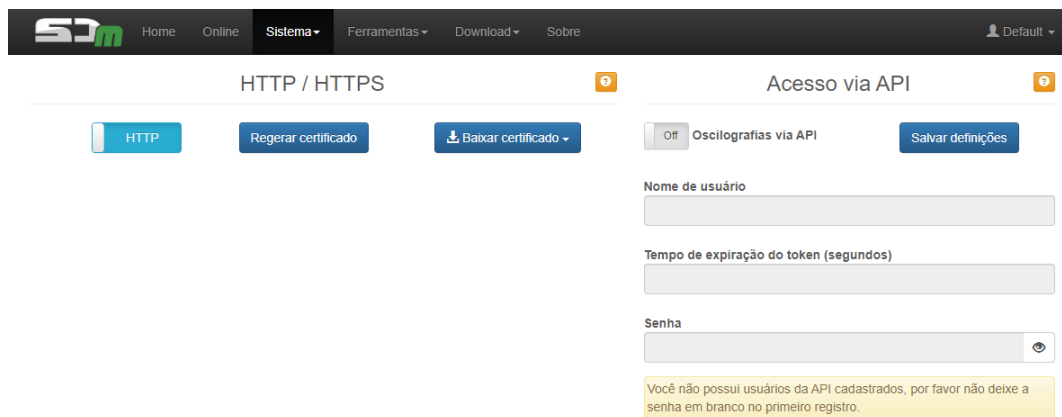 SDm Home Online Sistema Ferramentas Download Sobre Default
HTTP / HTTPS
HTTP Regerar certificado Baixar certificado
Acesso via API
Off Oscilografias via API Salvar definições
Nome de usuário
Tempo de expiração do token (segundos)
Senha
Você não possui usuários da API cadastrados, por favor não deixe a
senha em branco no primeiro registro.